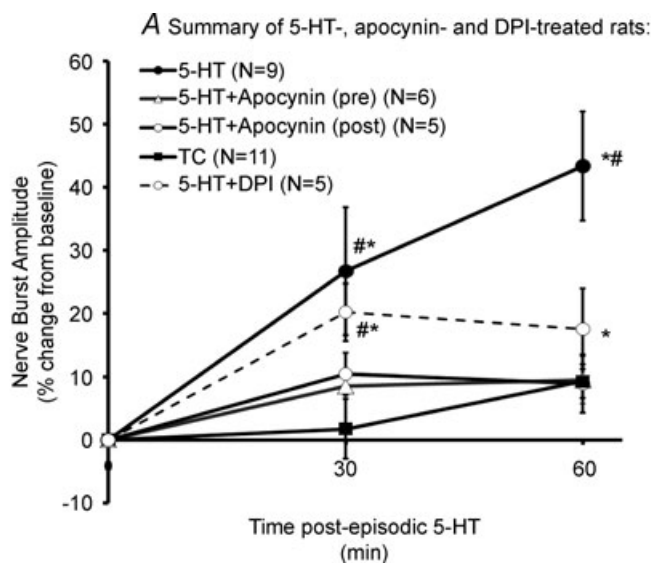 A Summary of 5-HT-, apocynin- and DPI-treated rats:
60
50
40
30
20
10
0
-10
Nerve Burst Amplitude
(% change from baseline)
5-HT (N=9)
5-HT+Apocynin (pre) (N=6)
5-HT+Apocynin (post) (N=5)
TC (N=11)
5-HT+DPI (N=5)
*#
#*
#*
*
30
60
Time post-episodic 5-HT
(min)